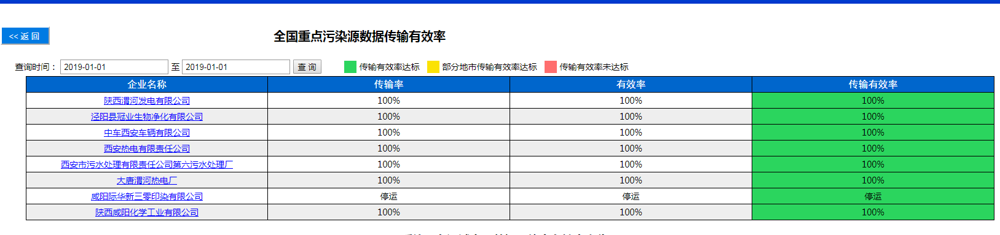 << 返 回
全国重点污染源数据传输有效率
查询时间： 2019-01-01 至 2019-01-01 查 询 传输有效率达标 部分地市传输有效率达标 传输有效率未达标
企业名称 传输率 有效率 传输有效率
陕西渭河发电有限公司 100% 100% 100%
泾阳县冠业生物净化有限公司 100% 100% 100%
中车西安车辆有限公司 100% 100% 100%
西安热电有限责任公司 100% 100% 100%
西安市污水处理有限责任公司第六污水处理厂 100% 100% 100%
大唐渭河热电厂 100% 100% 100%
咸阳际华新三零印染有限公司 停运 停运 停运
陕西咸阳化学工业有限公司 100% 100% 100%